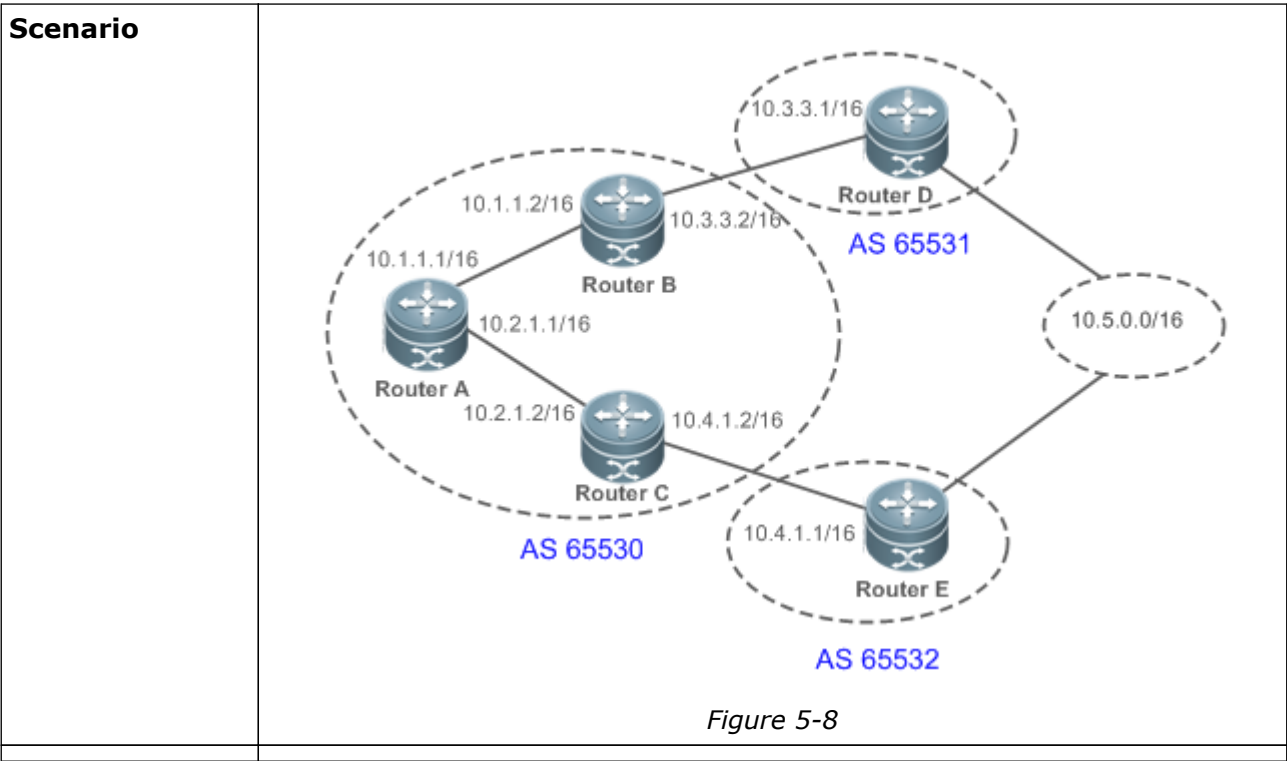 Scenario
10.3.3.1/16
Router D
10.1.1.2/16
10.3.3.2/16
AS 65531
10.1.1.1/16
Router B
10.2.1.1/16
10.5.0.0/16
Router A
10.2.1.2/16
10.4.1.2/16
Router C
10.4.1.1/16
AS 65530
Router E
AS 65532
Figure 5-8